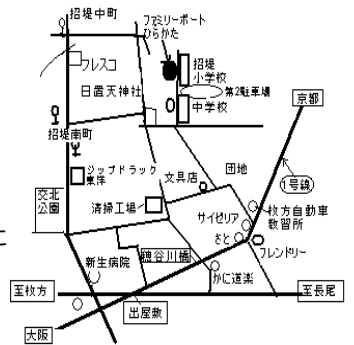 招堤中町
ファミリーポート
ひらかた
フレスコ
招堤
小学校
日置天神社
第2駐車場
中学校
京都
招堤南町
ジップドラッグ
東洋
団地
文具店
1号線
交北
公園
清掃工場
サイゼリア
枚方自動車
教習所
さと
フレンドリー
新生病院
穂谷川橋
かに道楽
至枚方
至長尾
出屋敷
大阪